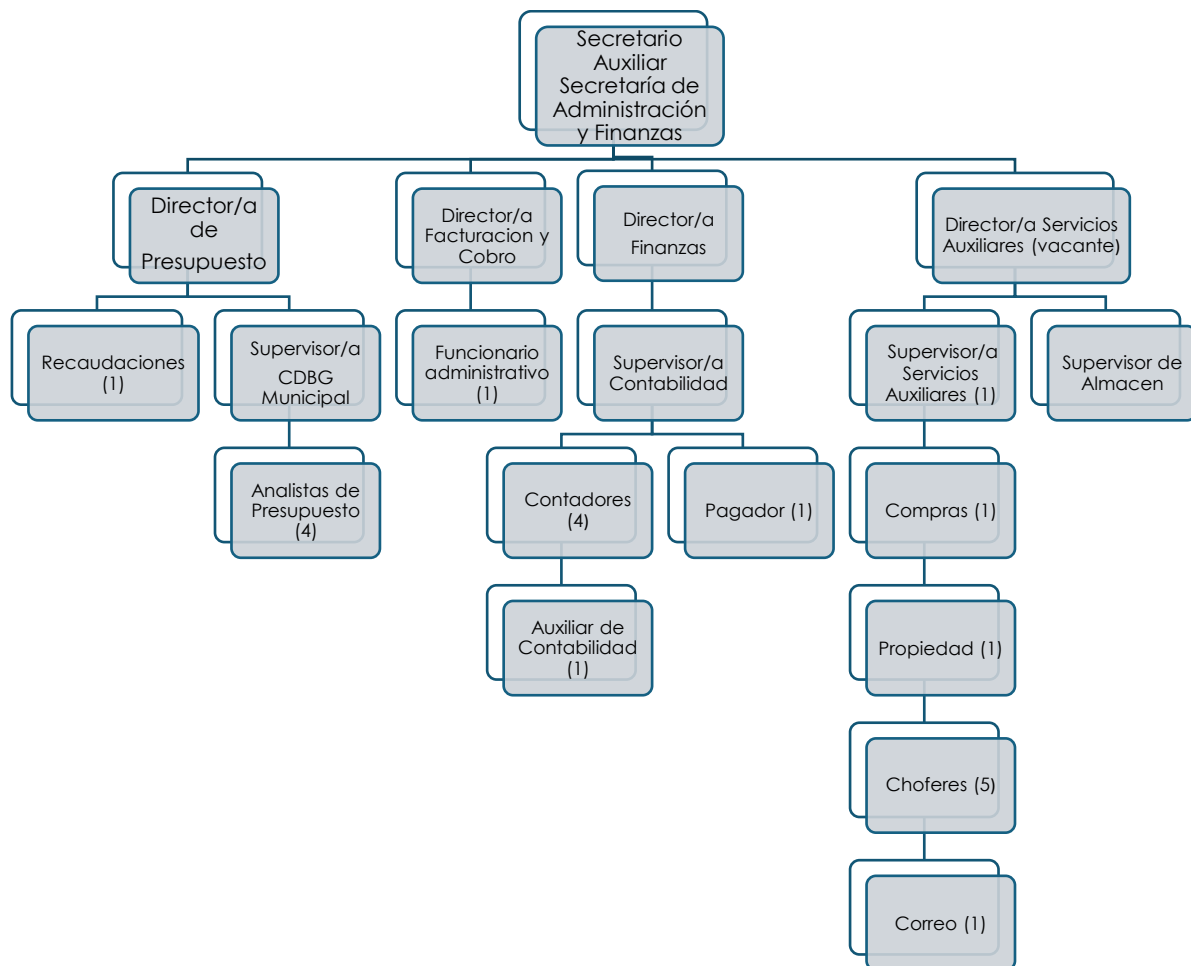 Secretario
Auxiliar
Secretaría de
Administración
y Finanzas
Director/a
de
Presupuesto
Director/a
Facturacion y
Cobro
Director/a
Finanzas
Director/a Servicios
Auxiliares (vacante)
Recaudaciones
(1)
Supervisor/a
CDBG
Municipal
Funcionario
administrativo
(1)
Supervisor/a
Contabilidad
Supervisor/a
Servicios
Auxiliares (1)
Supervisor de
Almacen
Analistas de
Presupuesto
(4)
Contadores
(4)
Pagador (1)
Compras (1)
Auxiliar de
Contabilidad
(1)
Propiedad (1)
Choferes (5)
Correo (1)